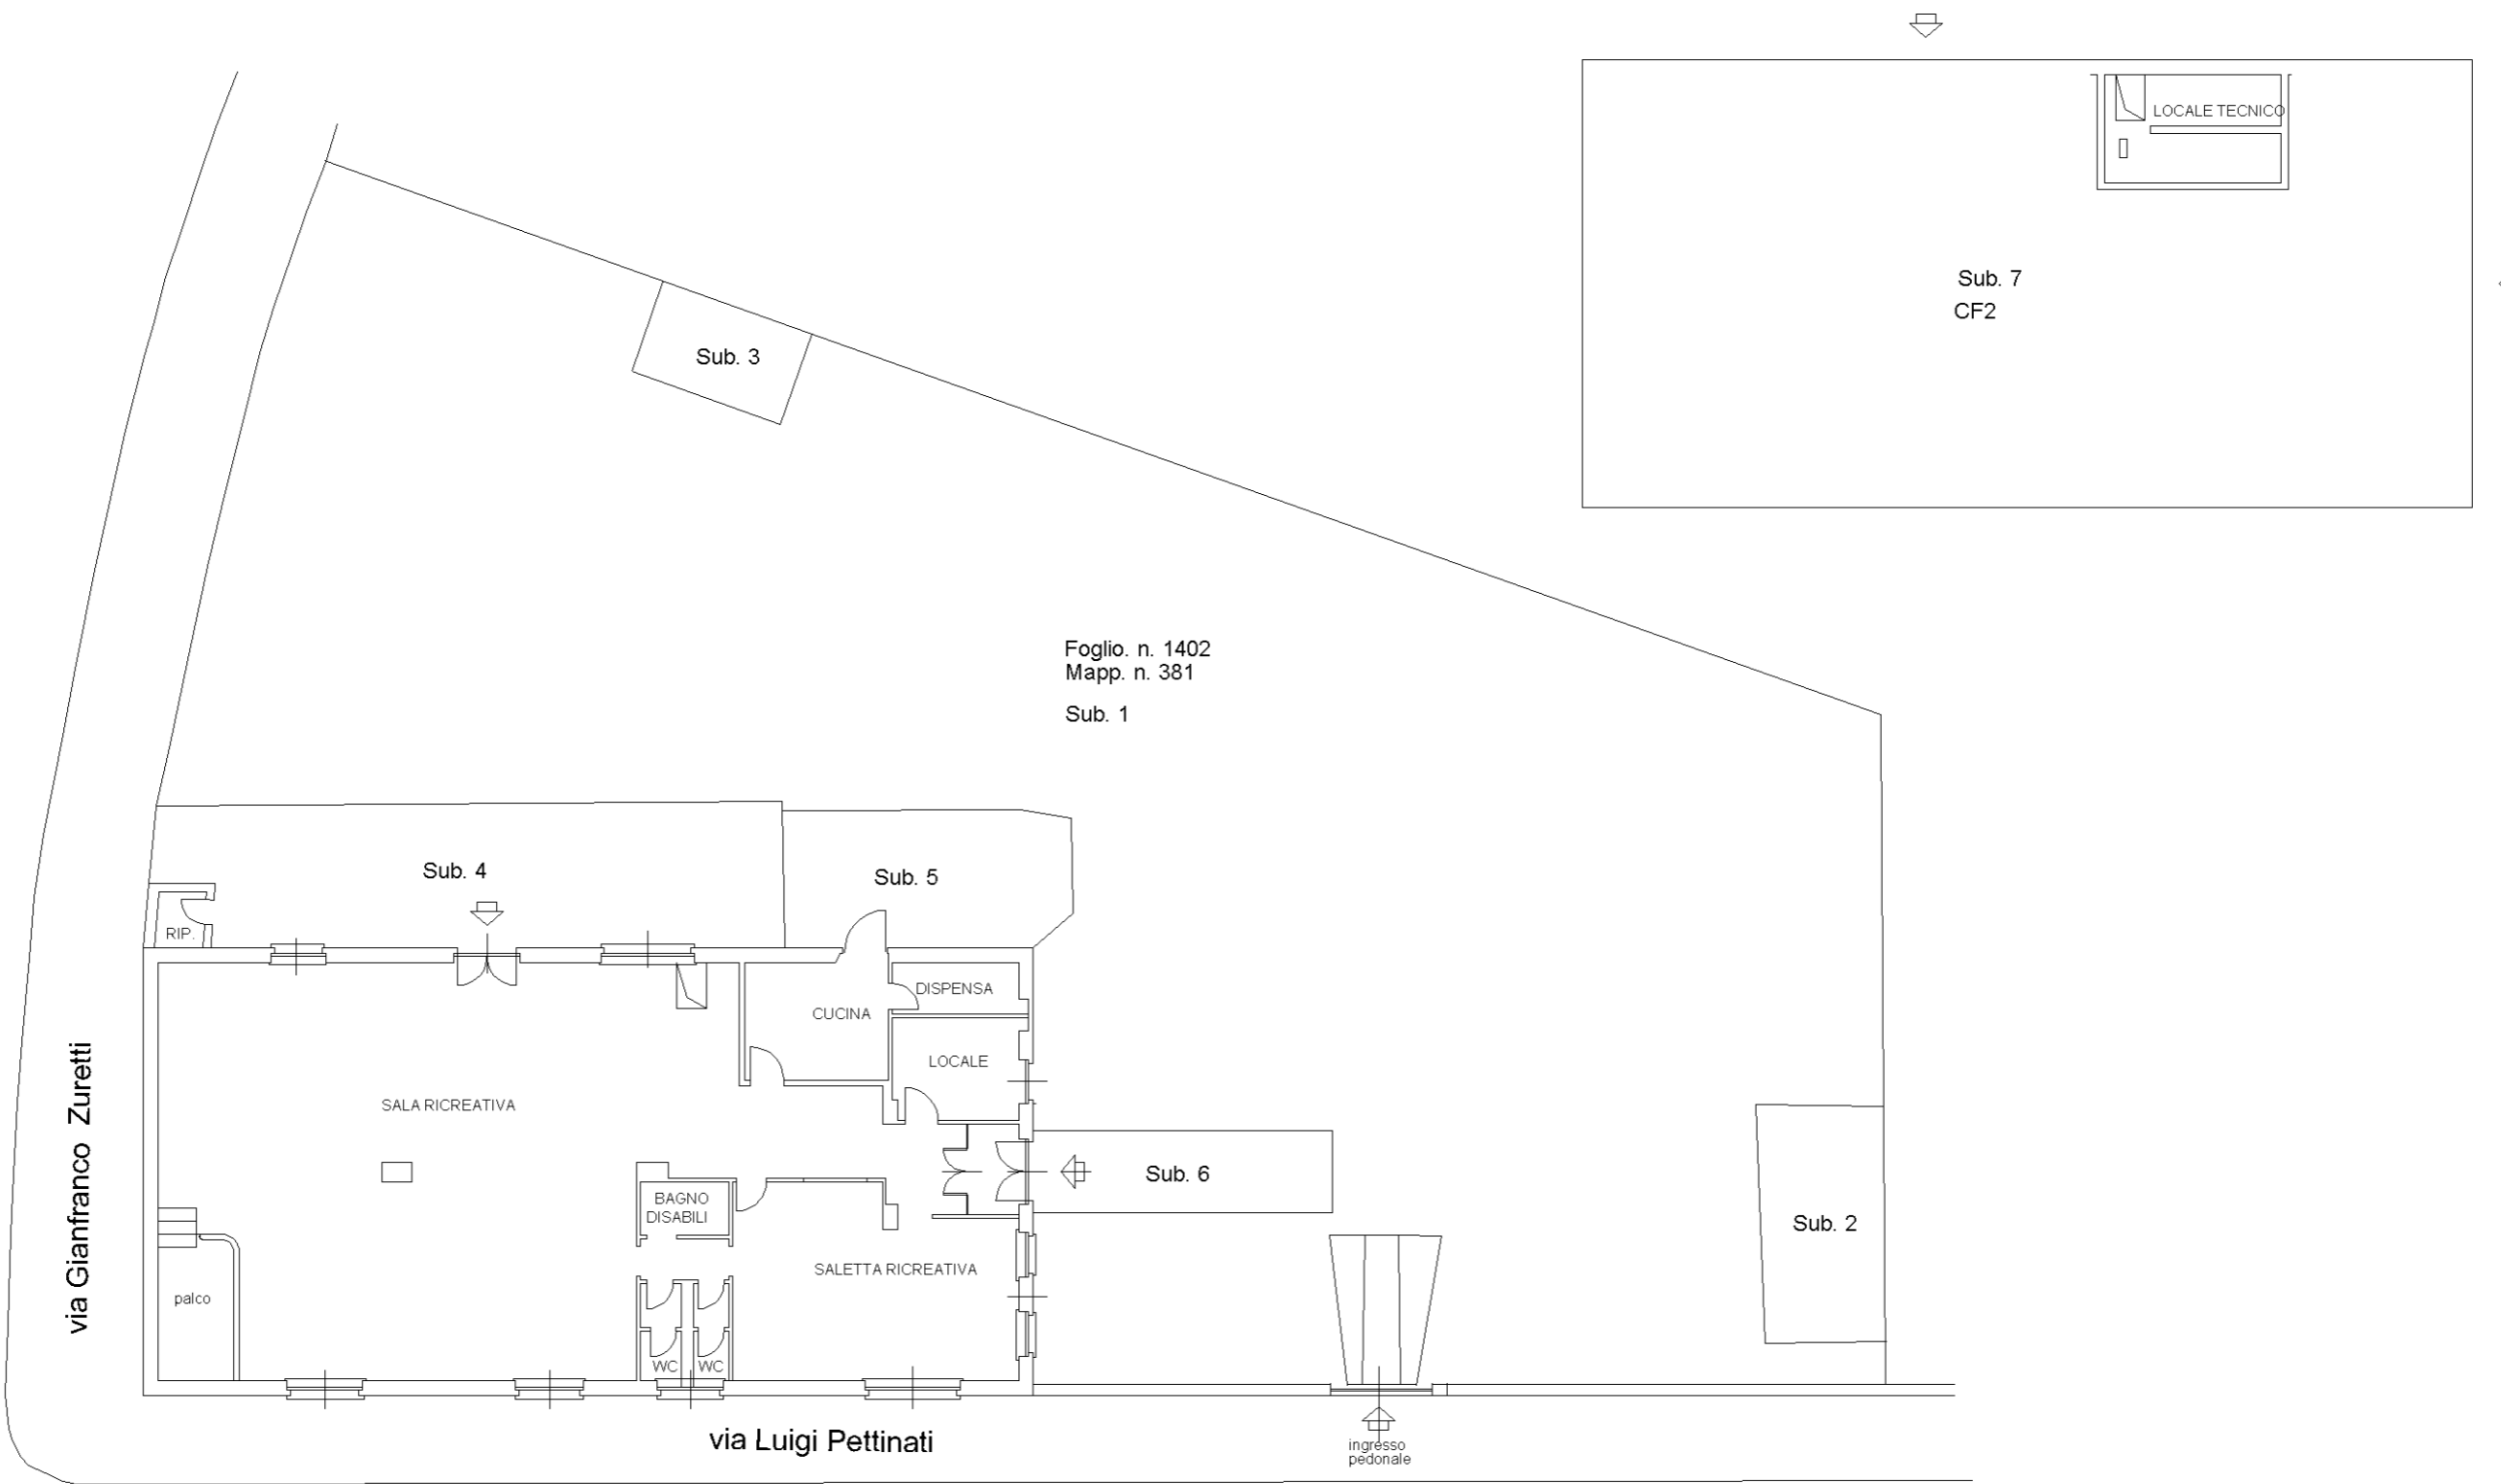 LOCALE TECNICO
Sub. 7
CF2
Sub. 3
Foglio. n. 1402
Mapp. n. 381
Sub. 1
Sub. 4
Sub. 5
RIP.
DISPENSA
CUCINA
LOCALE
SALA RICREATIVA
Sub. 6
BAGNO
DISABILI
Sub. 2
SALETTA RICREATIVA
palco
WC
WC
via Gianfranco Zuretti
via Luigi Pettinati
ingresso
pedonale